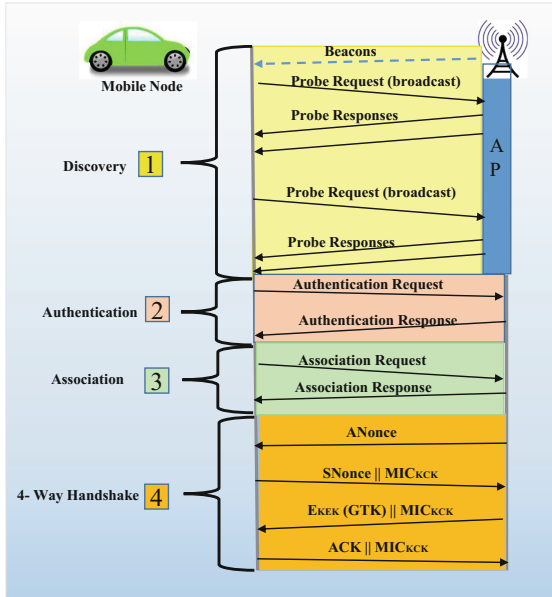 Beacons
Mobile Node
Probe Request (broadcast)
Probe Responses
A
P
Discovery 1
Probe Request (broadcast)
Probe Responses
Authentication Request
Authentication 2
Authentication Response
Association Request
Association 3
Association Response
ANonce
SNonce || MICKCK
4- Way Handshake 4
EKEK (GTK) || MICKCK
ACK || MICKCK